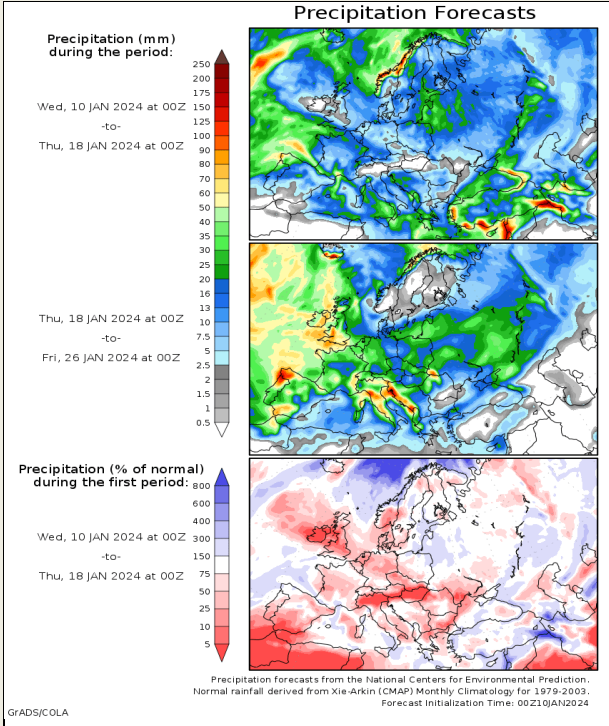 Precipitation Forecasts
Precipitation (mm)
during the period:
Wed, 10 JAN 2024 at 00Z
-to-
Thu, 18 JAN 2024 at 00Z
250
200
175
150
125
100
90
80
70
60
50
40
35
30
25
20
16
13
10
7.5
5
2.5
2
1.5
1
0.5
Thu, 18 JAN 2024 at 00Z
-to-
Fri, 26 JAN 2024 at 00Z
Precipitation (% of normal)
during the first period:
Wed, 10 JAN 2024 at 00Z
-to-
Thu, 18 JAN 2024 at 00Z
800
600
400
300
150
75
50
25
10
5
Precipitation forecasts from the National Centers for Environmental Prediction.
Normal rainfall derived from Xie-Arkin (CMAP) Monthly Climatology for 1979-2003.
Forecast Initialization Time: 00Z10JAN2024
GrADS/COLA